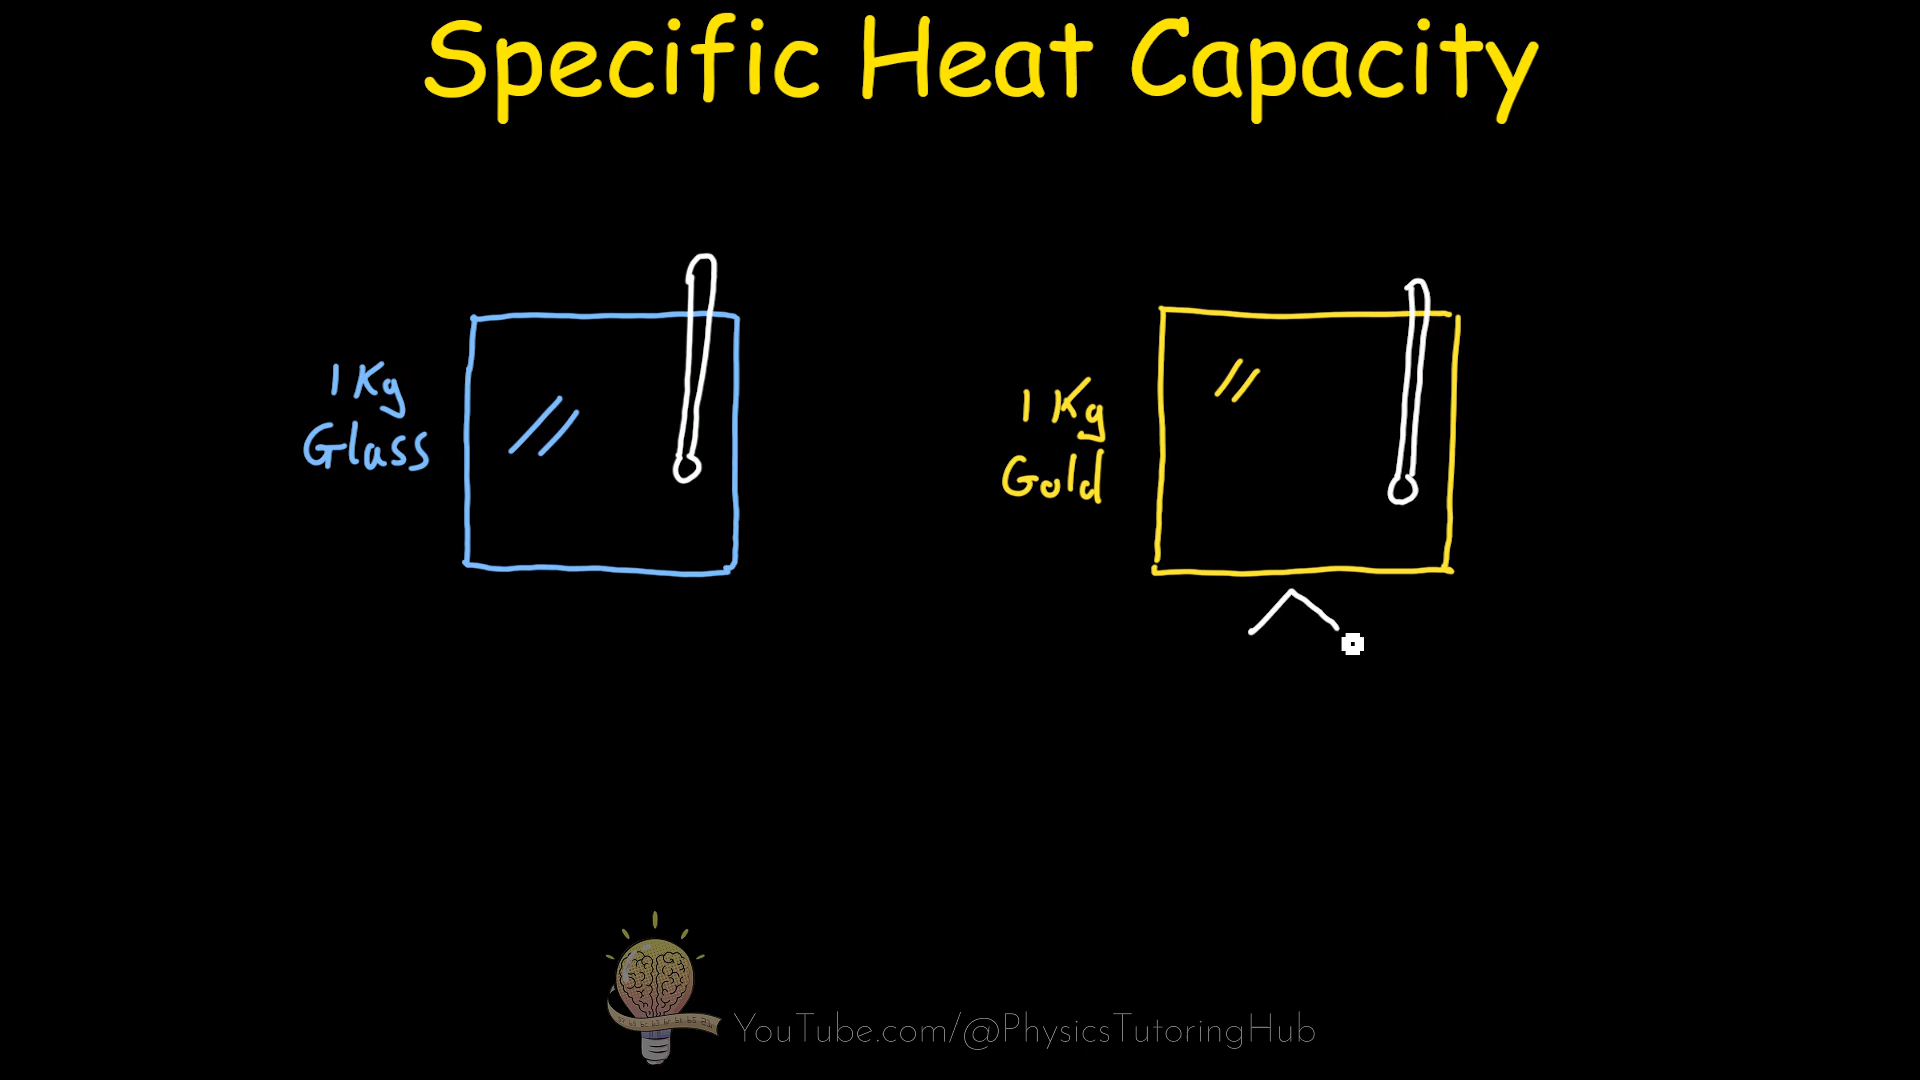 Specific Heat Capacity
1 Kg
Glass
1 Kg
Gold
YouTube.com/@PhysicsTutoringHub